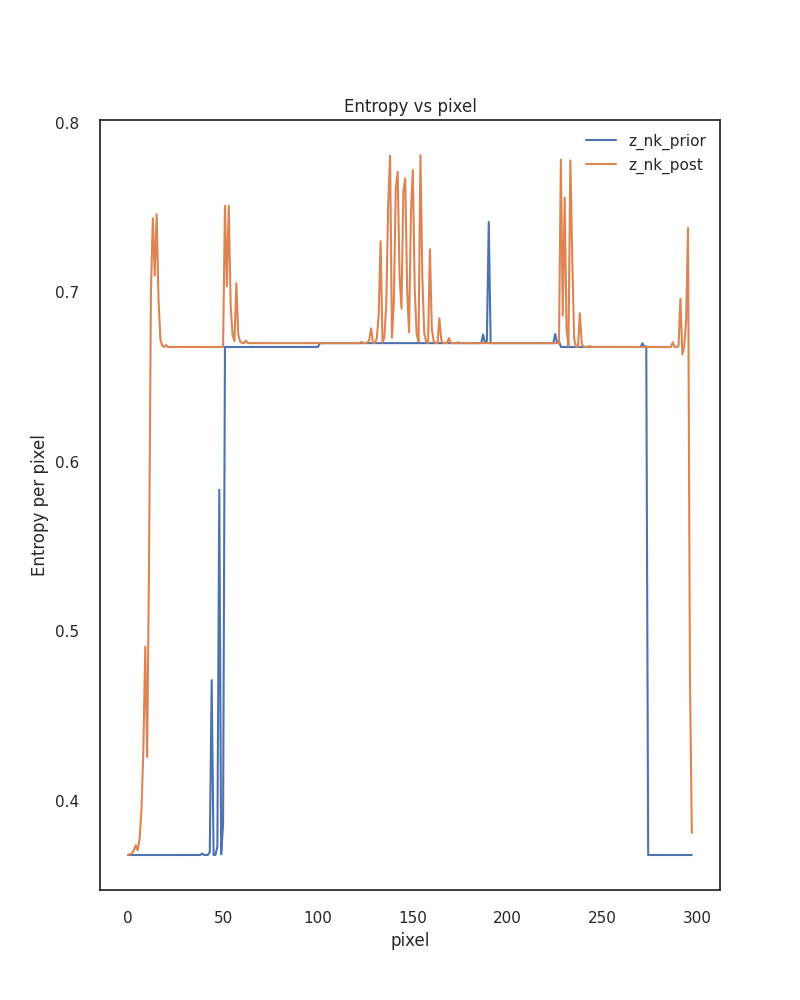 Entropy vs pixel
z_nk_prior
z_nk_post
Entropy per pixel
0.8
0.7
0.6
0.5
0.4
0 50 100 150 200 250 300
pixel